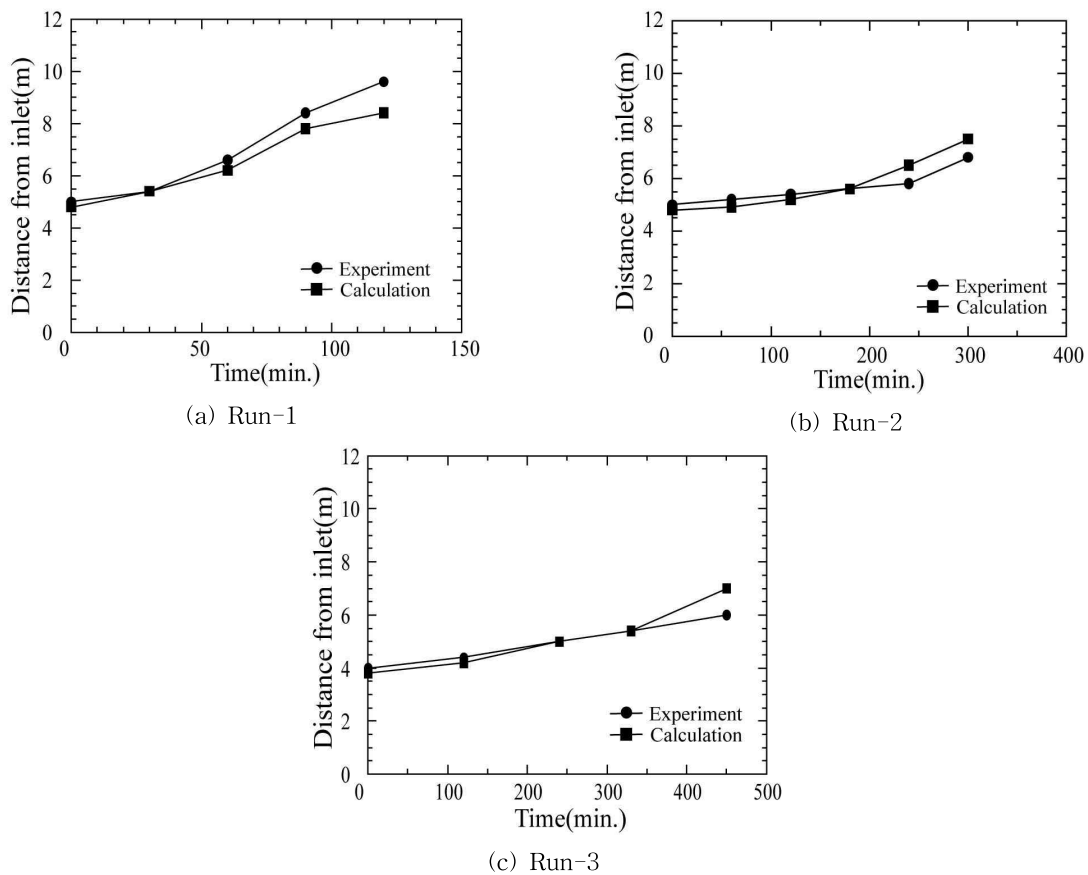 12
10
8
6
4
2
0
Distance from inlet(m)
Experiment
Calculation
0
50
100
150
Time(min.)
(a) Run-1
12
10
8
6
4
2
0
Distance from inlet(m)
Experiment
Calculation
0
100
200
300
400
Time(min.)
(b) Run-2
12
10
8
6
4
2
0
Distance from inlet(m)
Experiment
Calculation
0
100
200
300
400
500
Time(min.)
(c) Run-3